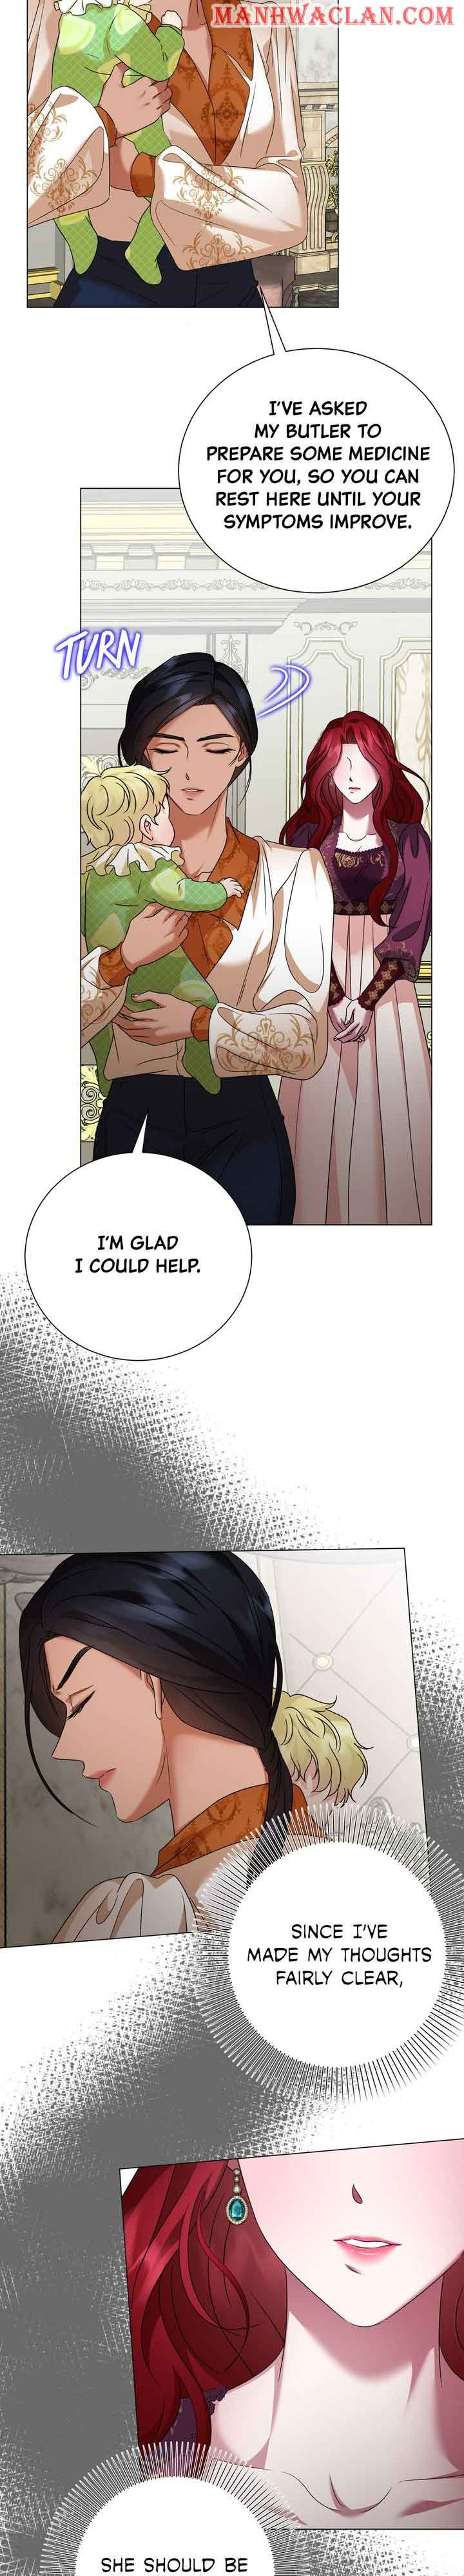 MANHWACLAN.COM
I'VE ASKED
MY BUTLER TO
PREPARE SOME MEDICINE
FOR YOU, SO YOU CAN
REST HERE UNTIL YOUR
SYMPTOMS IMPROVE.
TURN
I'M GLAD
I COULD HELP.
SINCE I'VE
MADE MY THOUGHTS
FAIRLY CLEAR,
SHE SHOULD BE